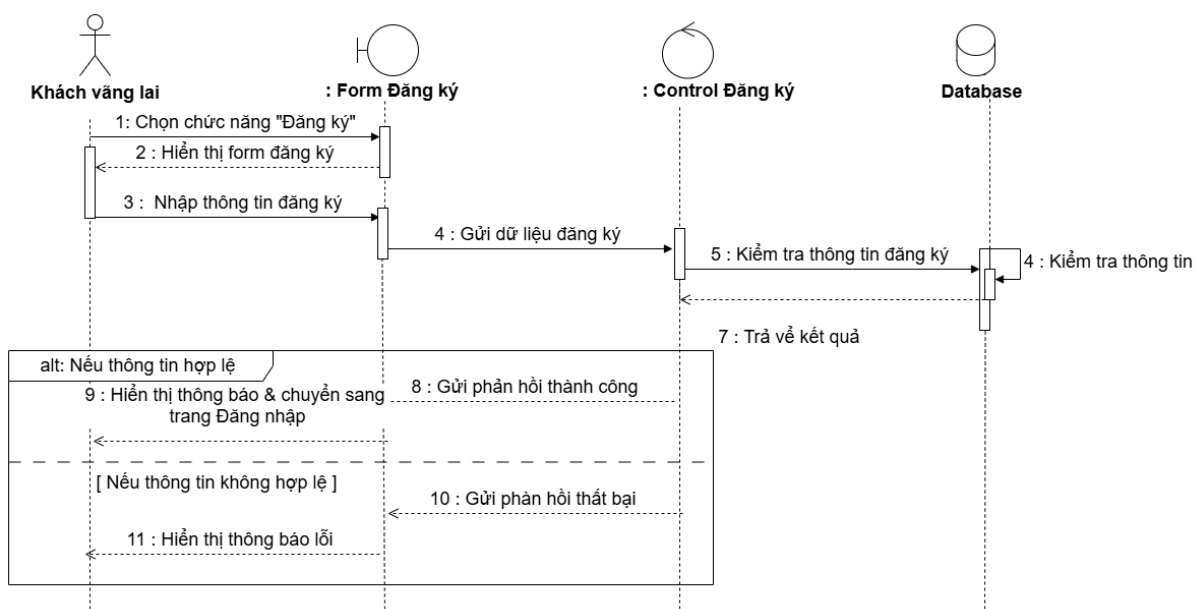 Khách vãng lai
: Form Đăng ký
: Control Đăng ký
Database
1: Chọn chức năng "Đăng ký"
2 : Hiển thị form đăng ký
3 : Nhập thông tin đăng ký
4 : Gửi dữ liệu đăng ký
5 : Kiểm tra thông tin đăng ký
4 : Kiểm tra thông tin
7 : Trả vể kết quả
alt: Nếu thông tin hợp lệ
8 : Gửi phản hồi thành công
9 : Hiển thị thông báo & chuyển sang
trang Đăng nhập
[ Nếu thông tin không hợp lệ ]
10 : Gửi phàn hồi thất bại
11 : Hiển thị thông báo lỗi